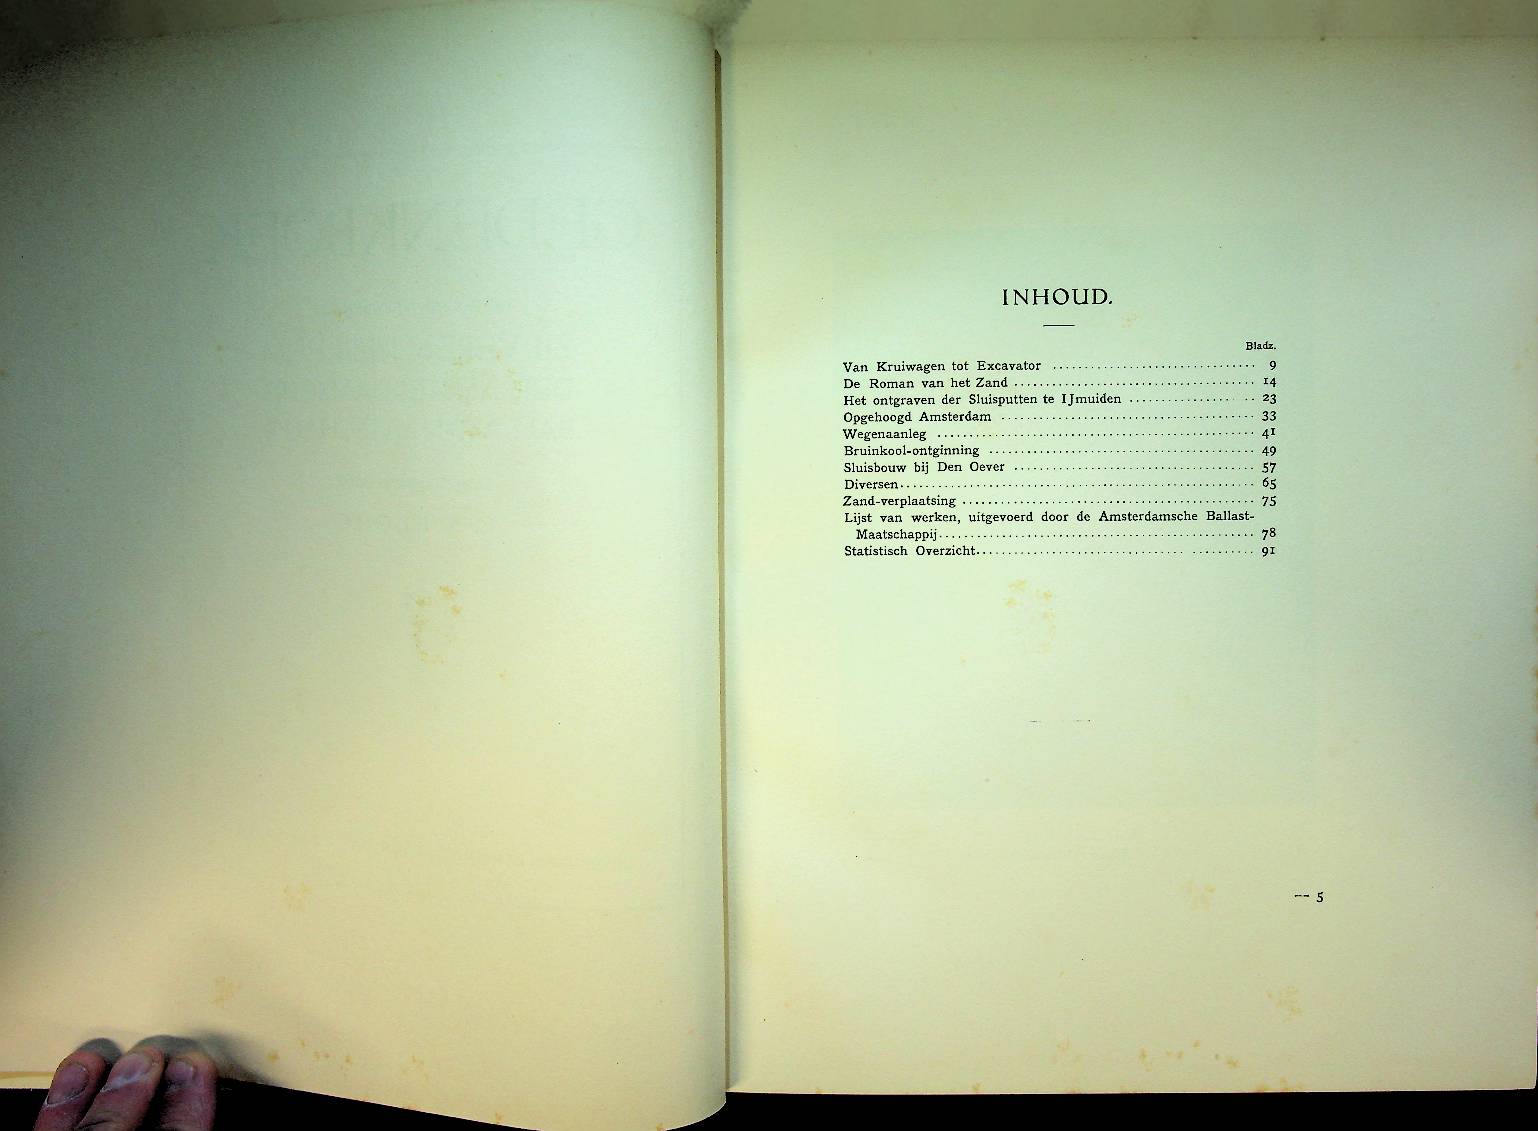 INHOUD.
Bladz.
Van Kruiwagen tot Excavator ................................ 9
De Roman van het Zand ...................................... 14
Het ontgraven der Sluisputten te IJmuiden .................. 23
Opgehoogd Amsterdam ........................................ 33
Wegenaanleg ................................................ 41
Bruinkool-ontginning ....................................... 49
Sluisbouw bij Den Oever .................................... 57
Diversen.................................................... 65
Zand-verplaatsing .......................................... 75
Lijst van werken, uitgevoerd door de Amsterdamsche Ballast-
Maatschappij................................................ 78
Statistisch Overzicht....................................... 91
— 5